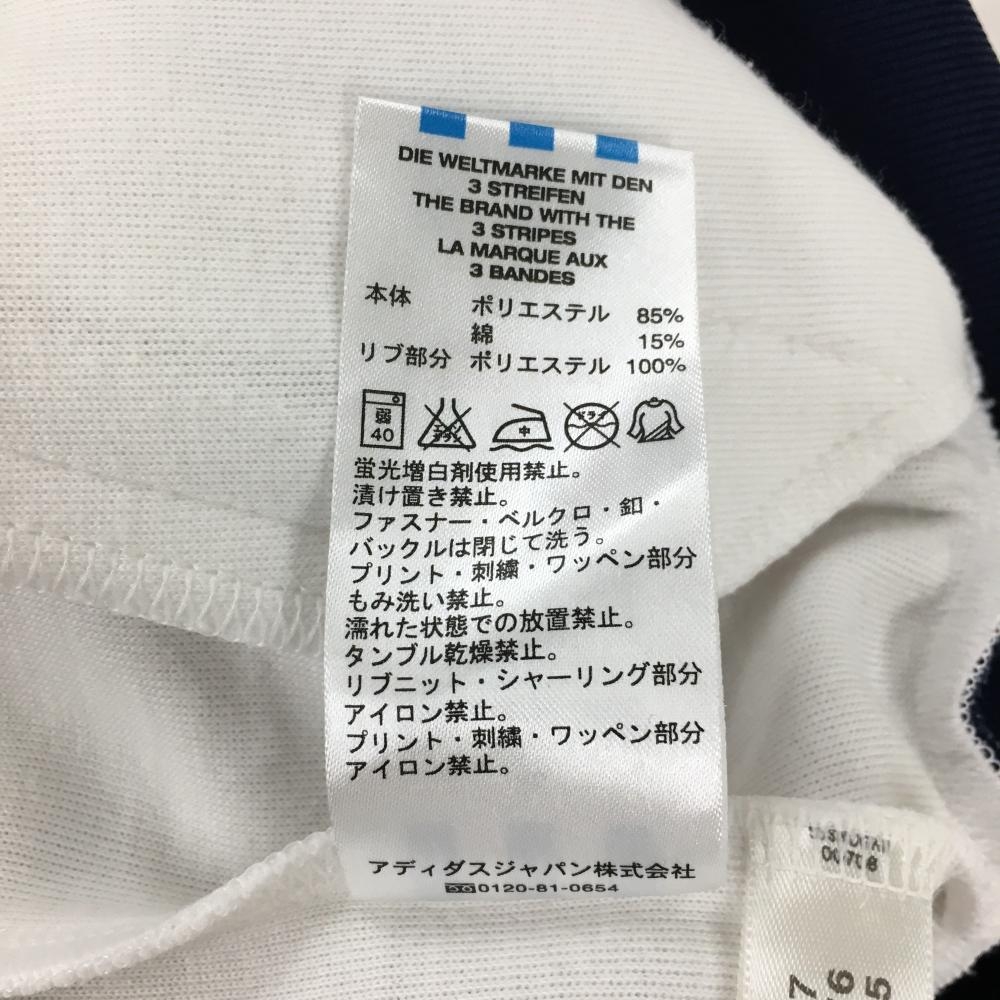 DIE WELTMARKE MIT DEN
3 STREIFEN
THE BRAND WITH THE
3 STRIPES
LA MARQUE AUX
3 BANDES
本体 ポリエステル 85%
綿 15%
リブ部分 ポリエステル 100%
弱
40
中
ドライ
蛍光増白剤使用禁止。
漬け置き禁止。
ファスナー・ベルクロ・釦・
バックルは閉じて洗う。
プリント・刺繍・ワッペン部分
もみ洗い禁止。
濡れた状態での放置禁止。
タンブル乾燥禁止。
リブニット・シャーリング部分
アイロン禁止。
プリント・刺繍・ワッペン部分
アイロン禁止。
アディダスジャパン株式会社
0120-81-0654
7
6
5